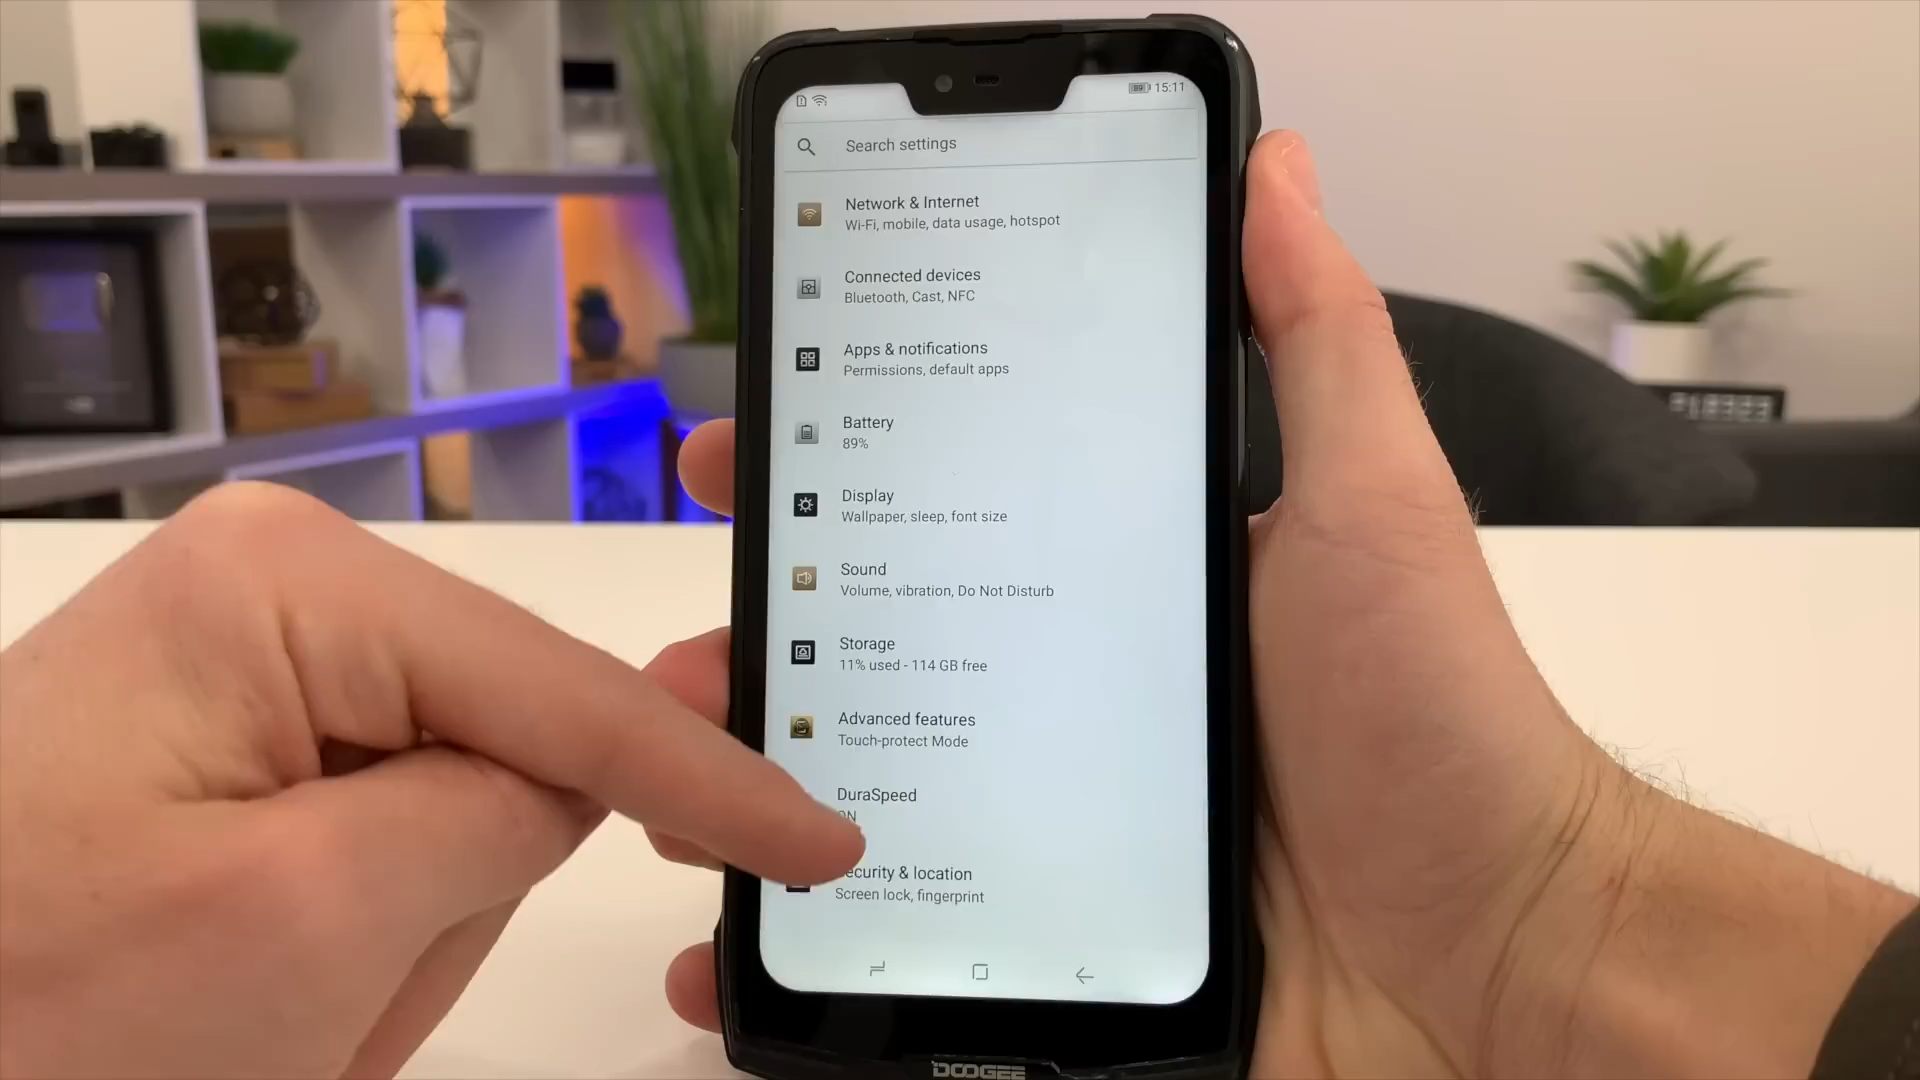 89 15:11
Search settings
Network & Internet
Wi-Fi, mobile, data usage, hotspot
Connected devices
Bluetooth, Cast, NFC
Apps & notifications
Permissions, default apps
Battery
89%
Display
Wallpaper, sleep, font size
Sound
Volume, vibration, Do Not Disturb
Storage
11% used - 114 GB free
Advanced features
Touch-protect Mode
DuraSpeed
ON
ecurity & location
Screen lock, fingerprint
DOOGEE